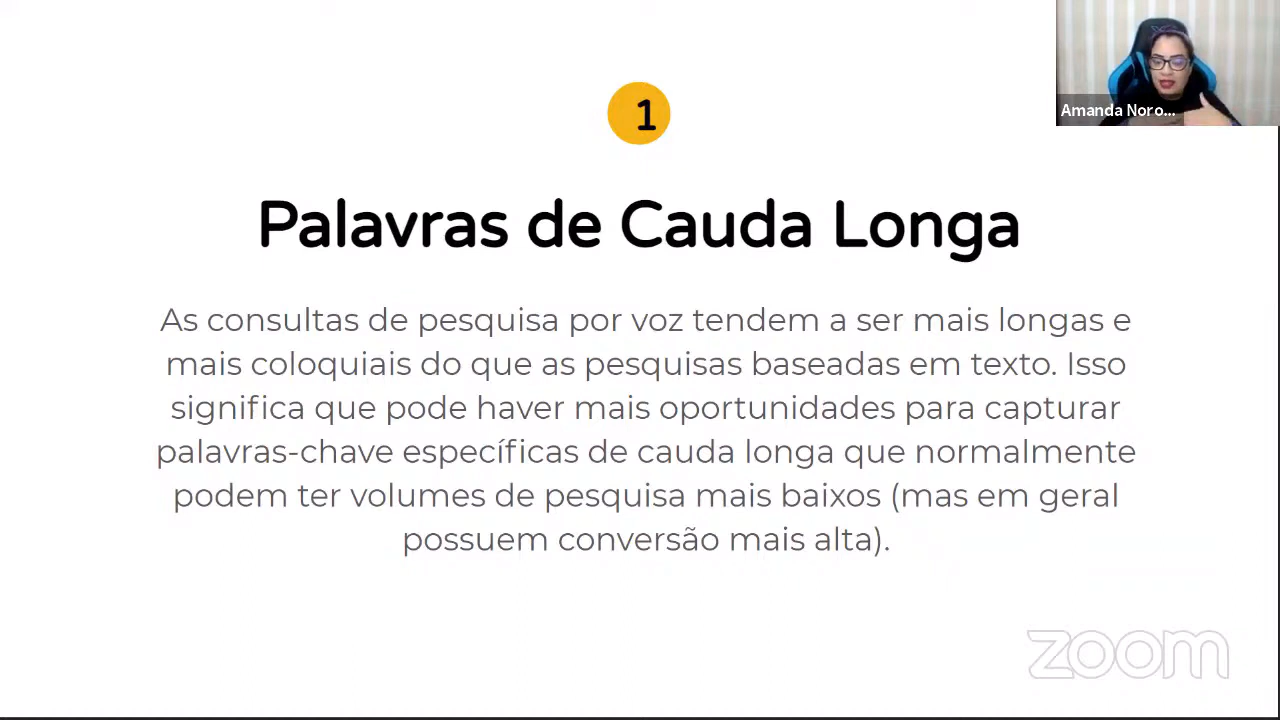 1
Amanda Noro...
Palavras de Cauda Longa
As consultas de pesquisa por voz tendem a ser mais longas e
mais coloquiais do que as pesquisas baseadas em texto. Isso
significa que pode haver mais oportunidades para capturar
palavras-chave específicas de cauda longa que normalmente
podem ter volumes de pesquisa mais baixos (mas em geral
possuem conversão mais alta).
zoom